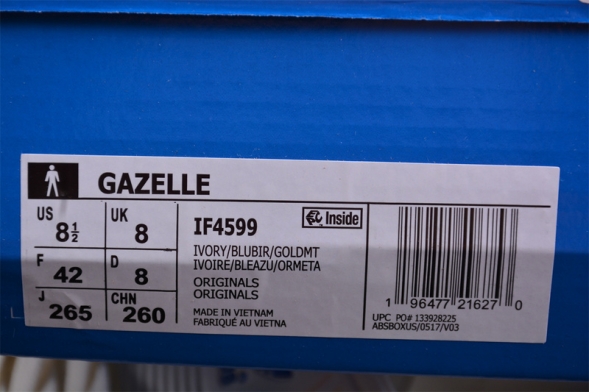 GAZELLE
US 8½ UK 8
F 42 D 8
J 265 CHN 260
IF4599 Inside
IVORY/BLUBIR/GOLDMT
IVOIRE/BLEAZU/ORMETA
ORIGINALS
ORIGINALS
MADE IN VIETNAM
FABRIQUÉ AU VIETNA
1 96477 21627 0
UPC PO# 133928225
ABSBOXUS/0517/V03